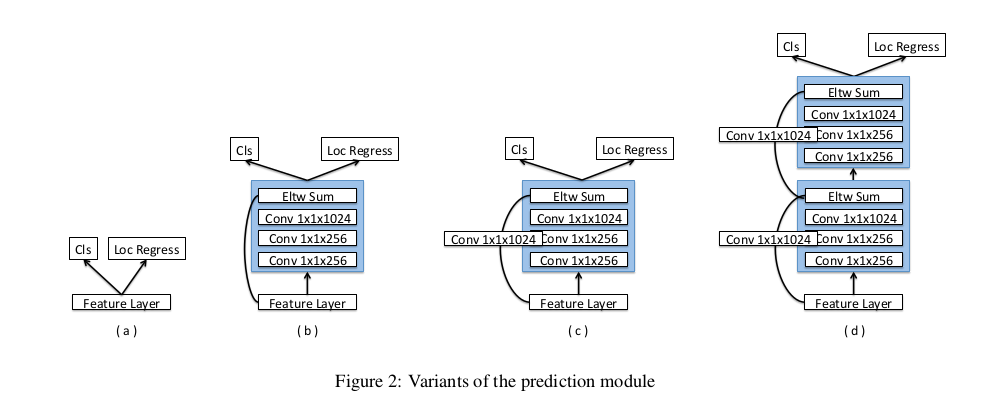 Cls
Loc Regress
Feature Layer
( a )
Cls
Loc Regress
Eltw Sum
Conv 1x1x1024
Conv 1x1x256
Conv 1x1x256
Feature Layer
( b )
Cls
Loc Regress
Eltw Sum
Conv 1x1x1024
Conv 1x1x1024
Conv 1x1x256
Conv 1x1x256
Feature Layer
( c )
Cls
Loc Regress
Eltw Sum
Conv 1x1x1024
Conv 1x1x1024
Conv 1x1x256
Conv 1x1x256
Eltw Sum
Conv 1x1x1024
Conv 1x1x1024
Conv 1x1x256
Conv 1x1x256
Feature Layer
( d )
Figure 2: Variants of the prediction module